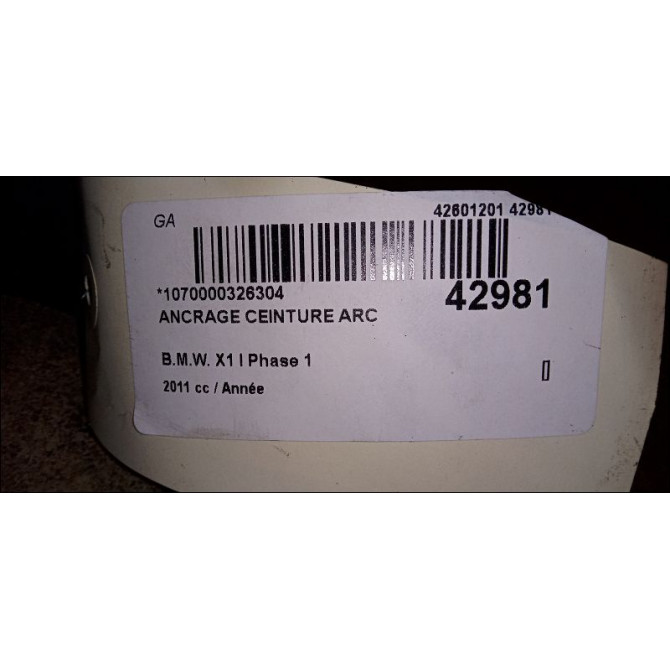 GA
42601201 42981
*1070000326304
42981
ANCRAGE CEINTURE ARC
B.M.W. X1 I Phase 1
2011 cc / Année